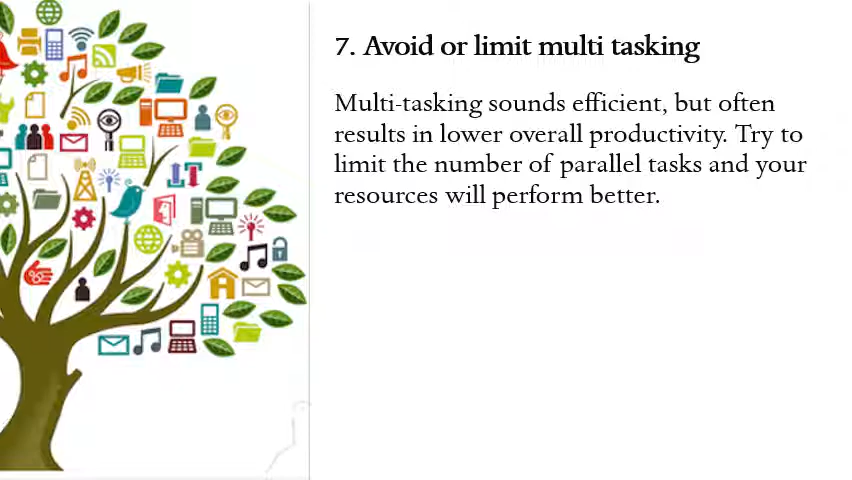 7. Avoid or limit multi tasking
Multi-tasking sounds efficient, but often
results in lower overall productivity. Try to
limit the number of parallel tasks and your
resources will perform better.